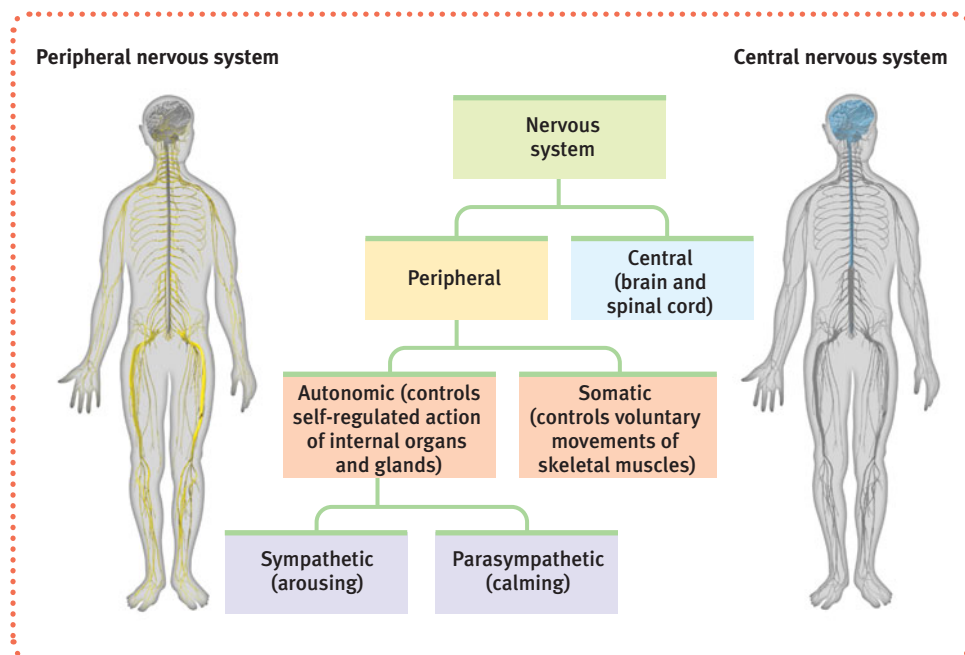 Peripheral nervous system
Central nervous system
Nervous
system
Peripheral
Central
(brain and
spinal cord)
Autonomic (controls
self-regulated action
of internal organs
and glands)
Somatic
(controls voluntary
movements of
skeletal muscles)
Sympathetic
(arousing)
Parasympathetic
(calming)